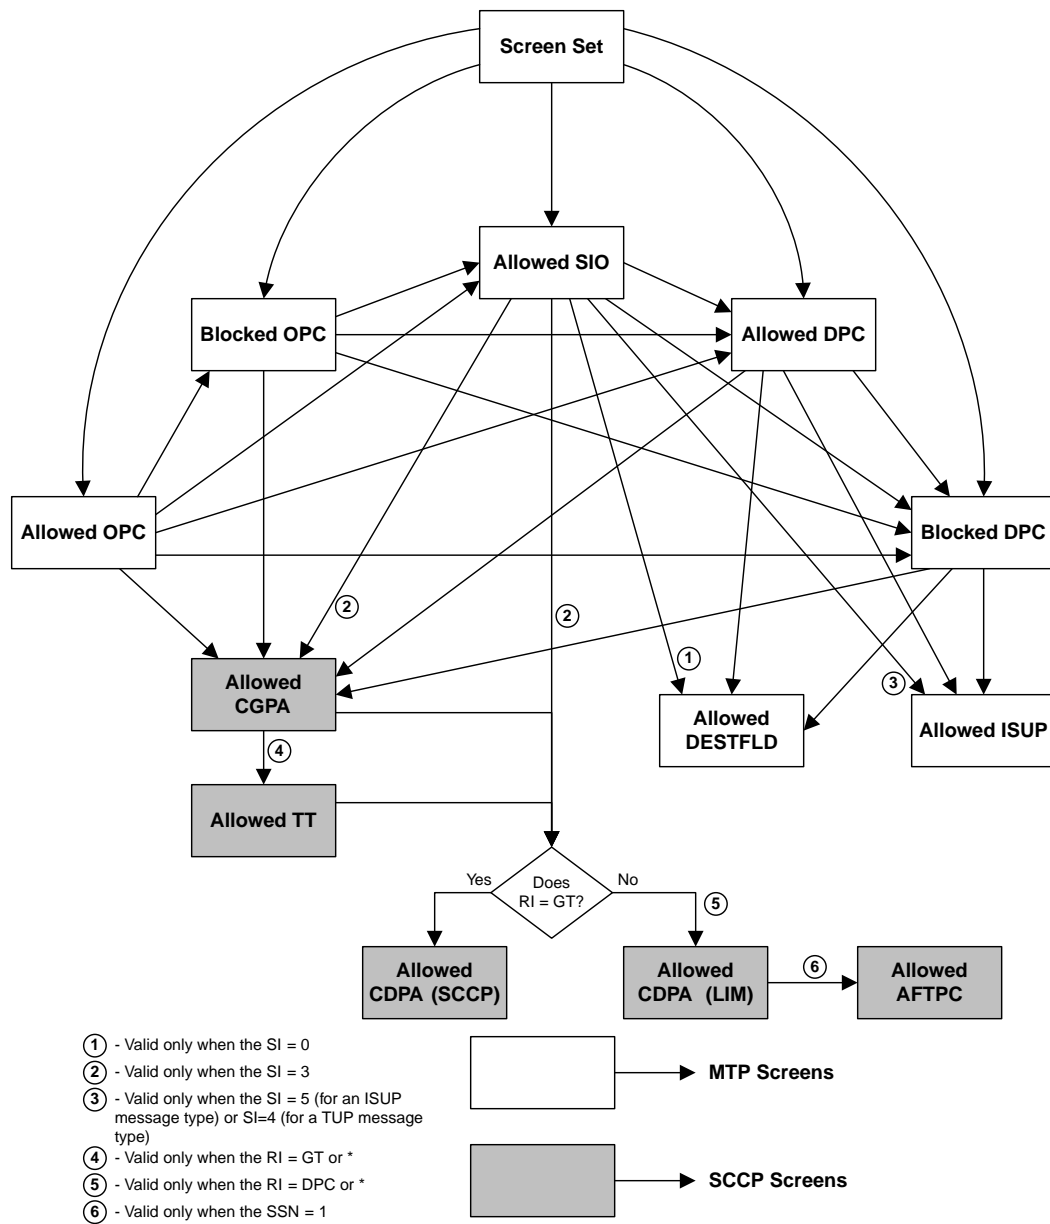 Screen Set
Allowed SIO
Blocked OPC
Allowed DPC
Allowed OPC
Blocked DPC
2
2
1
3
Allowed
CGPA
Allowed
DESTFLD
Allowed ISUP
4
Allowed TT
Yes
Does
RI = GT?
No
5
Allowed
CDPA (SCCP)
Allowed
CDPA (LIM)
6
Allowed
AFTPC
1 - Valid only when the SI = 0
2 - Valid only when the SI = 3
3 - Valid only when the SI = 5 (for an ISUP
message type) or SI=4 (for a TUP message
type)
4 - Valid only when the RI = GT or *
5 - Valid only when the RI = DPC or *
6 - Valid only when the SSN = 1
MTP Screens
SCCP Screens